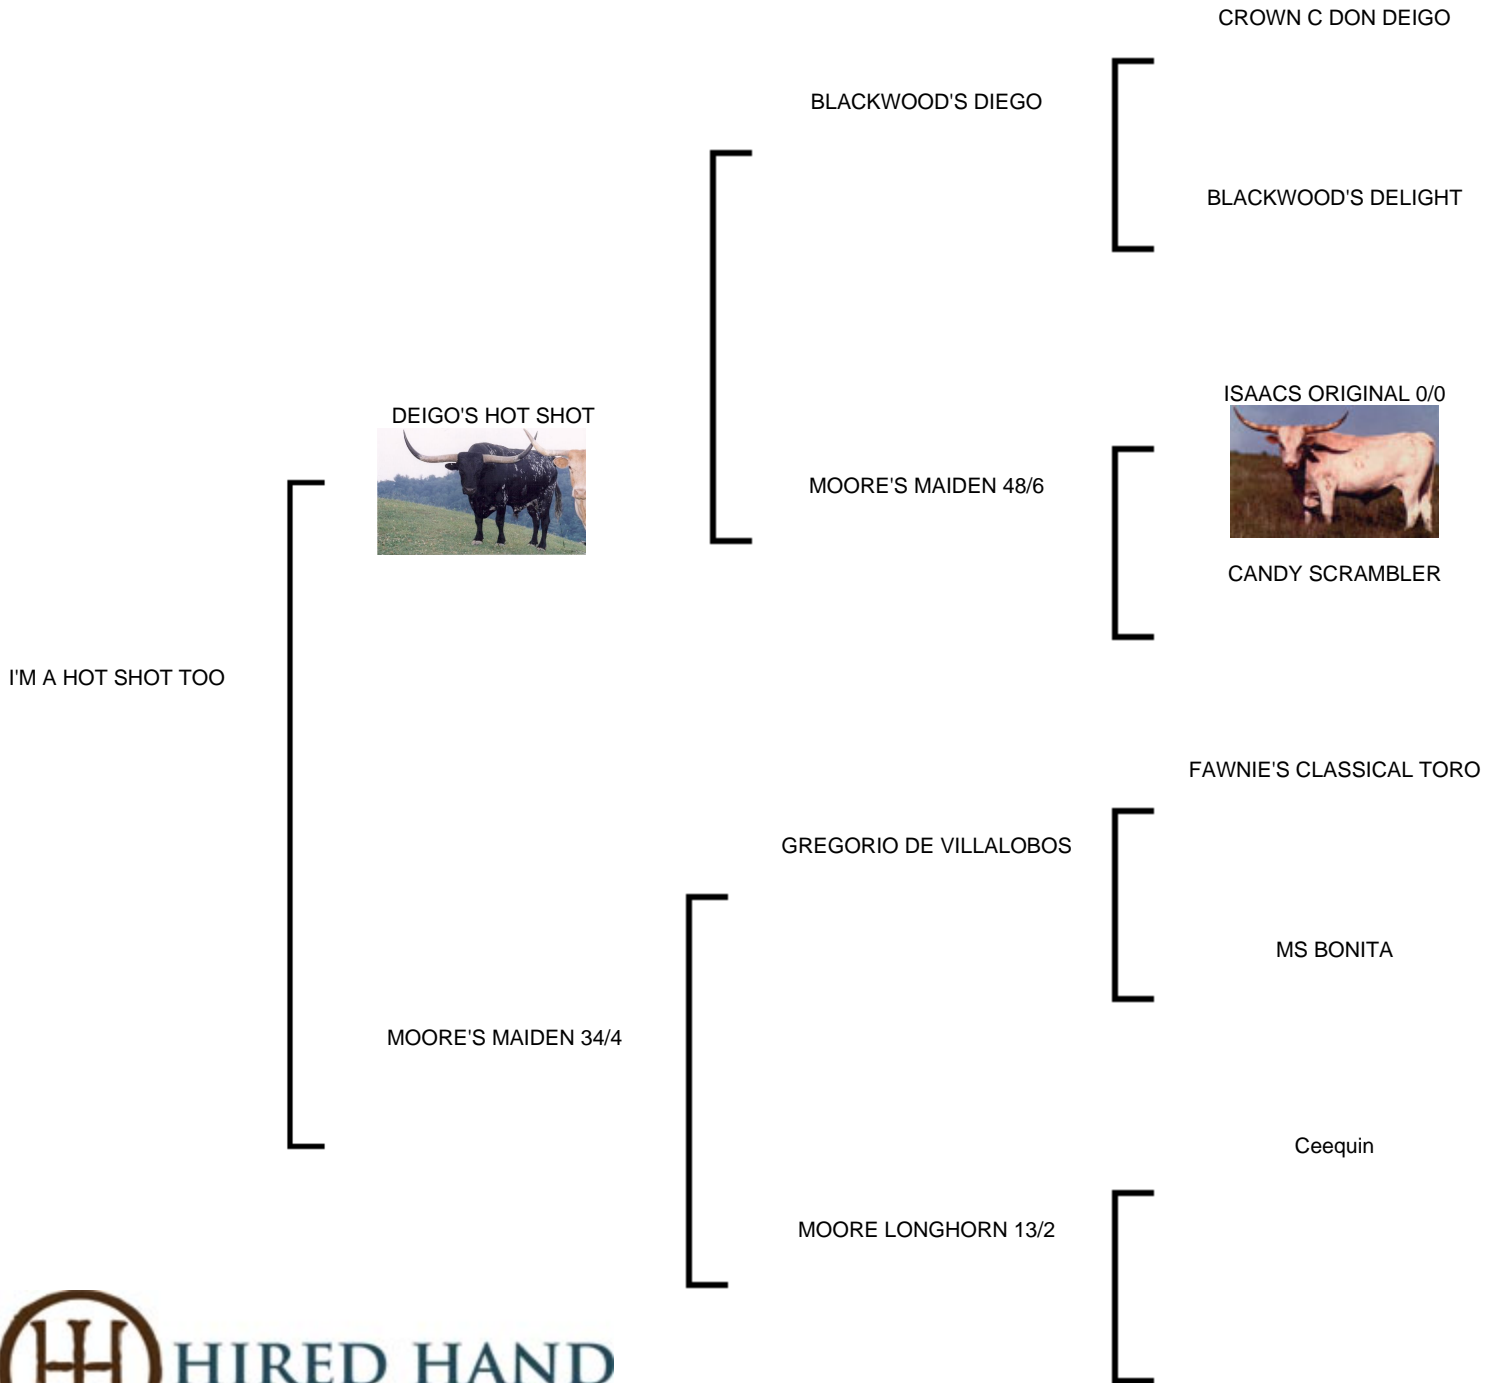 CROWN C DON DEIGO
BLACKWOOD'S DIEGO
BLACKWOOD'S DELIGHT
ISAACS ORIGINAL 0/0
DEIGO'S HOT SHOT
MOORE'S MAIDEN 48/6
CANDY SCRAMBLER
I'M A HOT SHOT TOO
FAWNIE'S CLASSICAL TORO
GREGORIO DE VILLALOBOS
MS BONITA
MOORE'S MAIDEN 34/4
Ceequin
MOORE LONGHORN 13/2
HIRED HAND